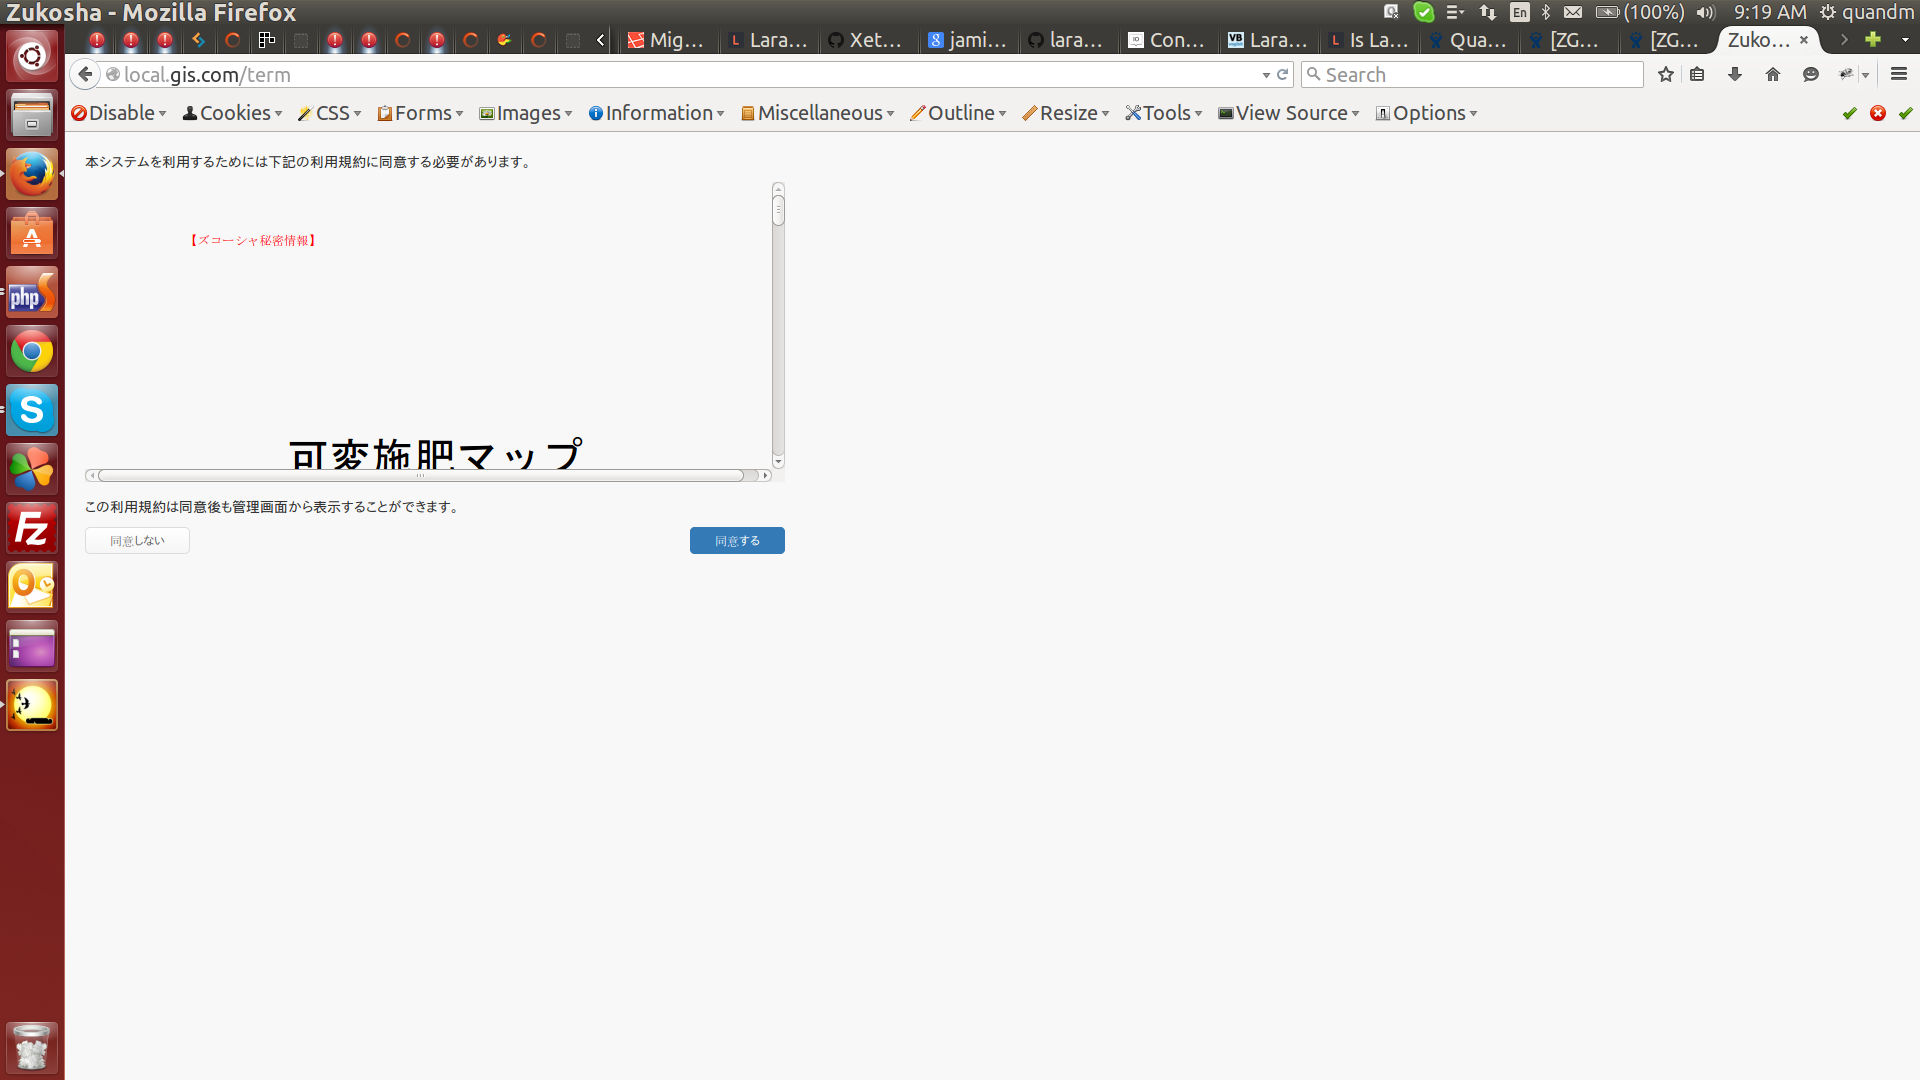 Zukosha - Mozilla Firefox
En
(100%)
9:19 AM
quandm
Mig...
Lara...
Xet...
jami...
lara...
Con...
Lara...
Is La...
Qua...
[ZG...
[ZG...
Zuko...
local.gis.com/term
Search
Disable
Cookies
CSS
Forms
Images
Information
Miscellaneous
Outline
Resize
Tools
View Source
Options
本システムを利用するためには下記の利用規約に同意する必要があります。
【ズコーシャ秘密情報】
可変施肥マップ
この利用規約は同意後も管理画面から表示することができます。
同意しない
同意する